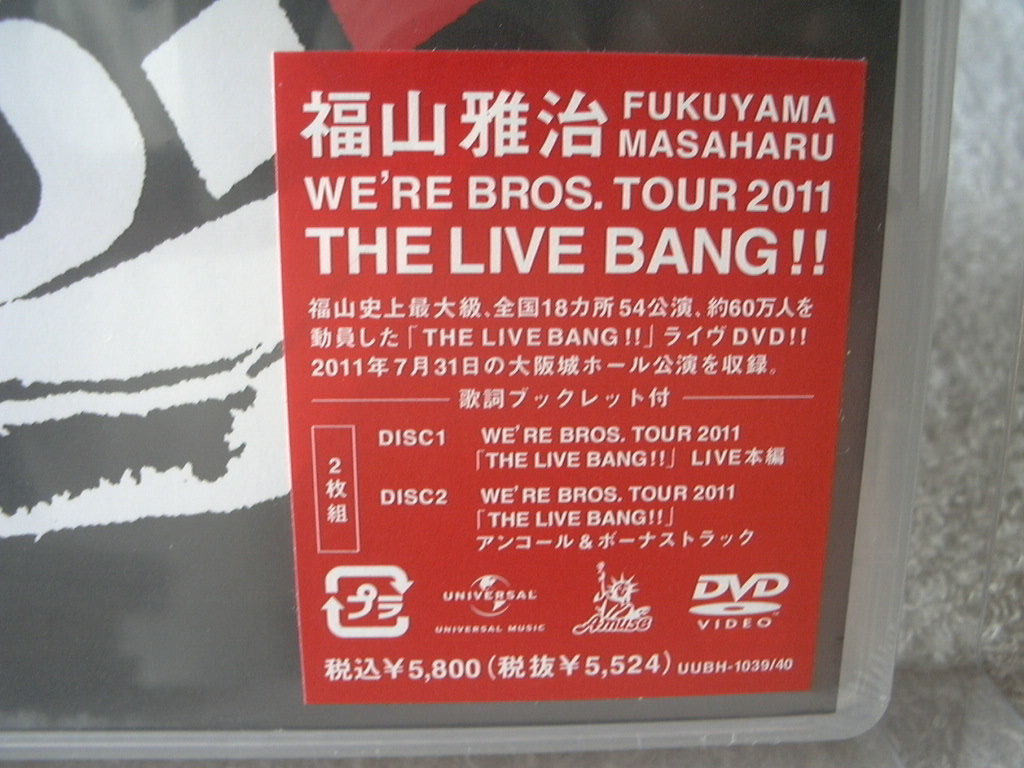 福山雅治 FUKUYAMA MASAHARU
WE'RE BROS. TOUR 2011
THE LIVE BANG!!
福山史上最大級、全国18カ所54公演、約60万人を
動員した「THE LIVE BANG!!」ライヴDVD!!
2011年7月31日の大阪城ホール公演を収録。
歌詞ブックレット付
2枚組
DISC1 WE'RE BROS. TOUR 2011
「THE LIVE BANG!!」 LIVE本編
DISC2 WE'RE BROS. TOUR 2011
「THE LIVE BANG!!」
アンコール&ボーナストラック
プラ
UNIVERSAL
UNIVERSAL MUSIC
Amuse
DVD
VIDEO™
税込¥5,800(税抜¥5,524) UUBH-1039/40